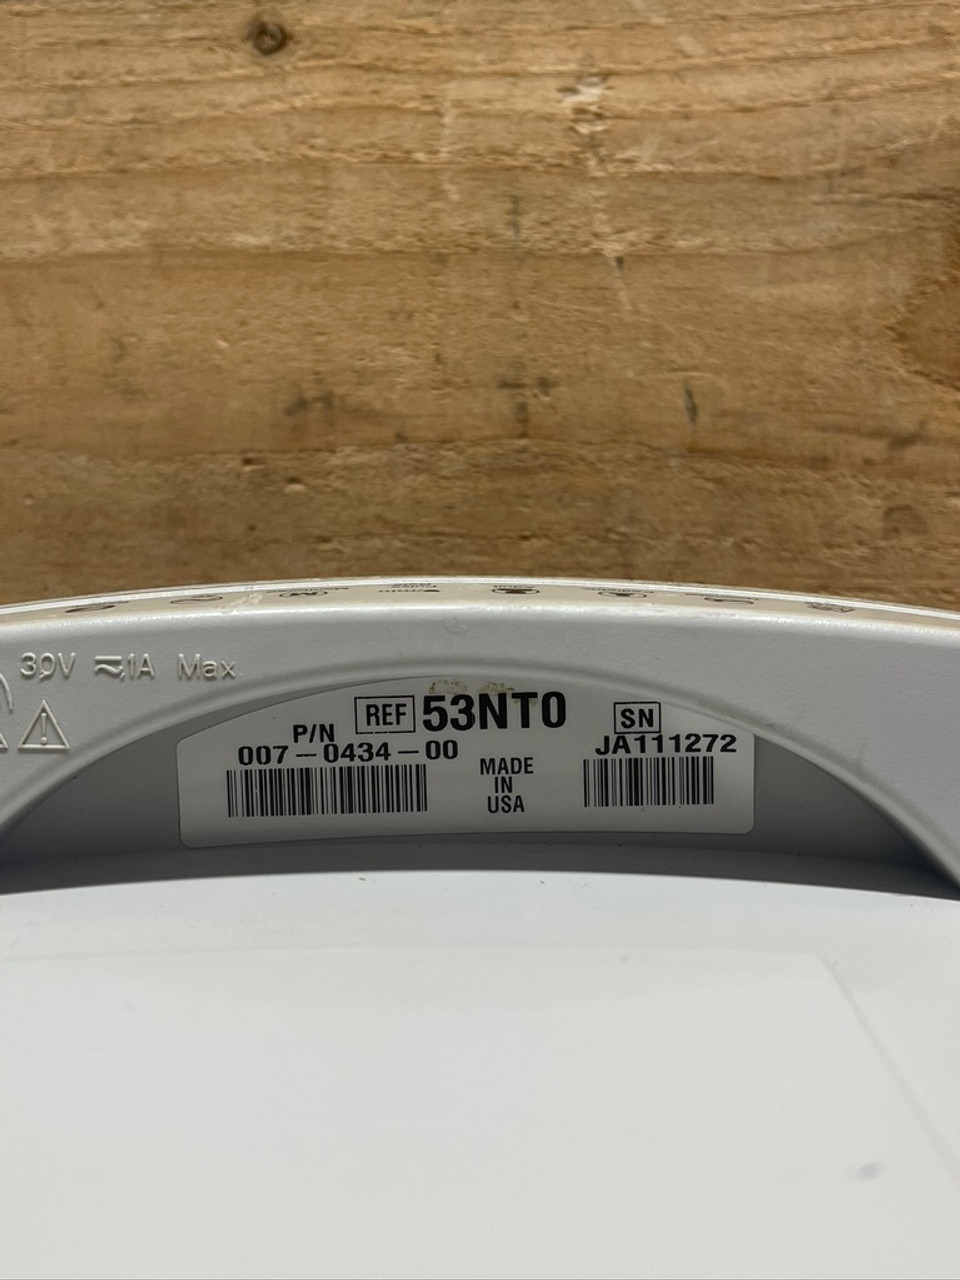 30V ⎓ 1A Max
REF 53NT0
P/N
007-0434-00
MADE
IN
USA
SN
JA111272